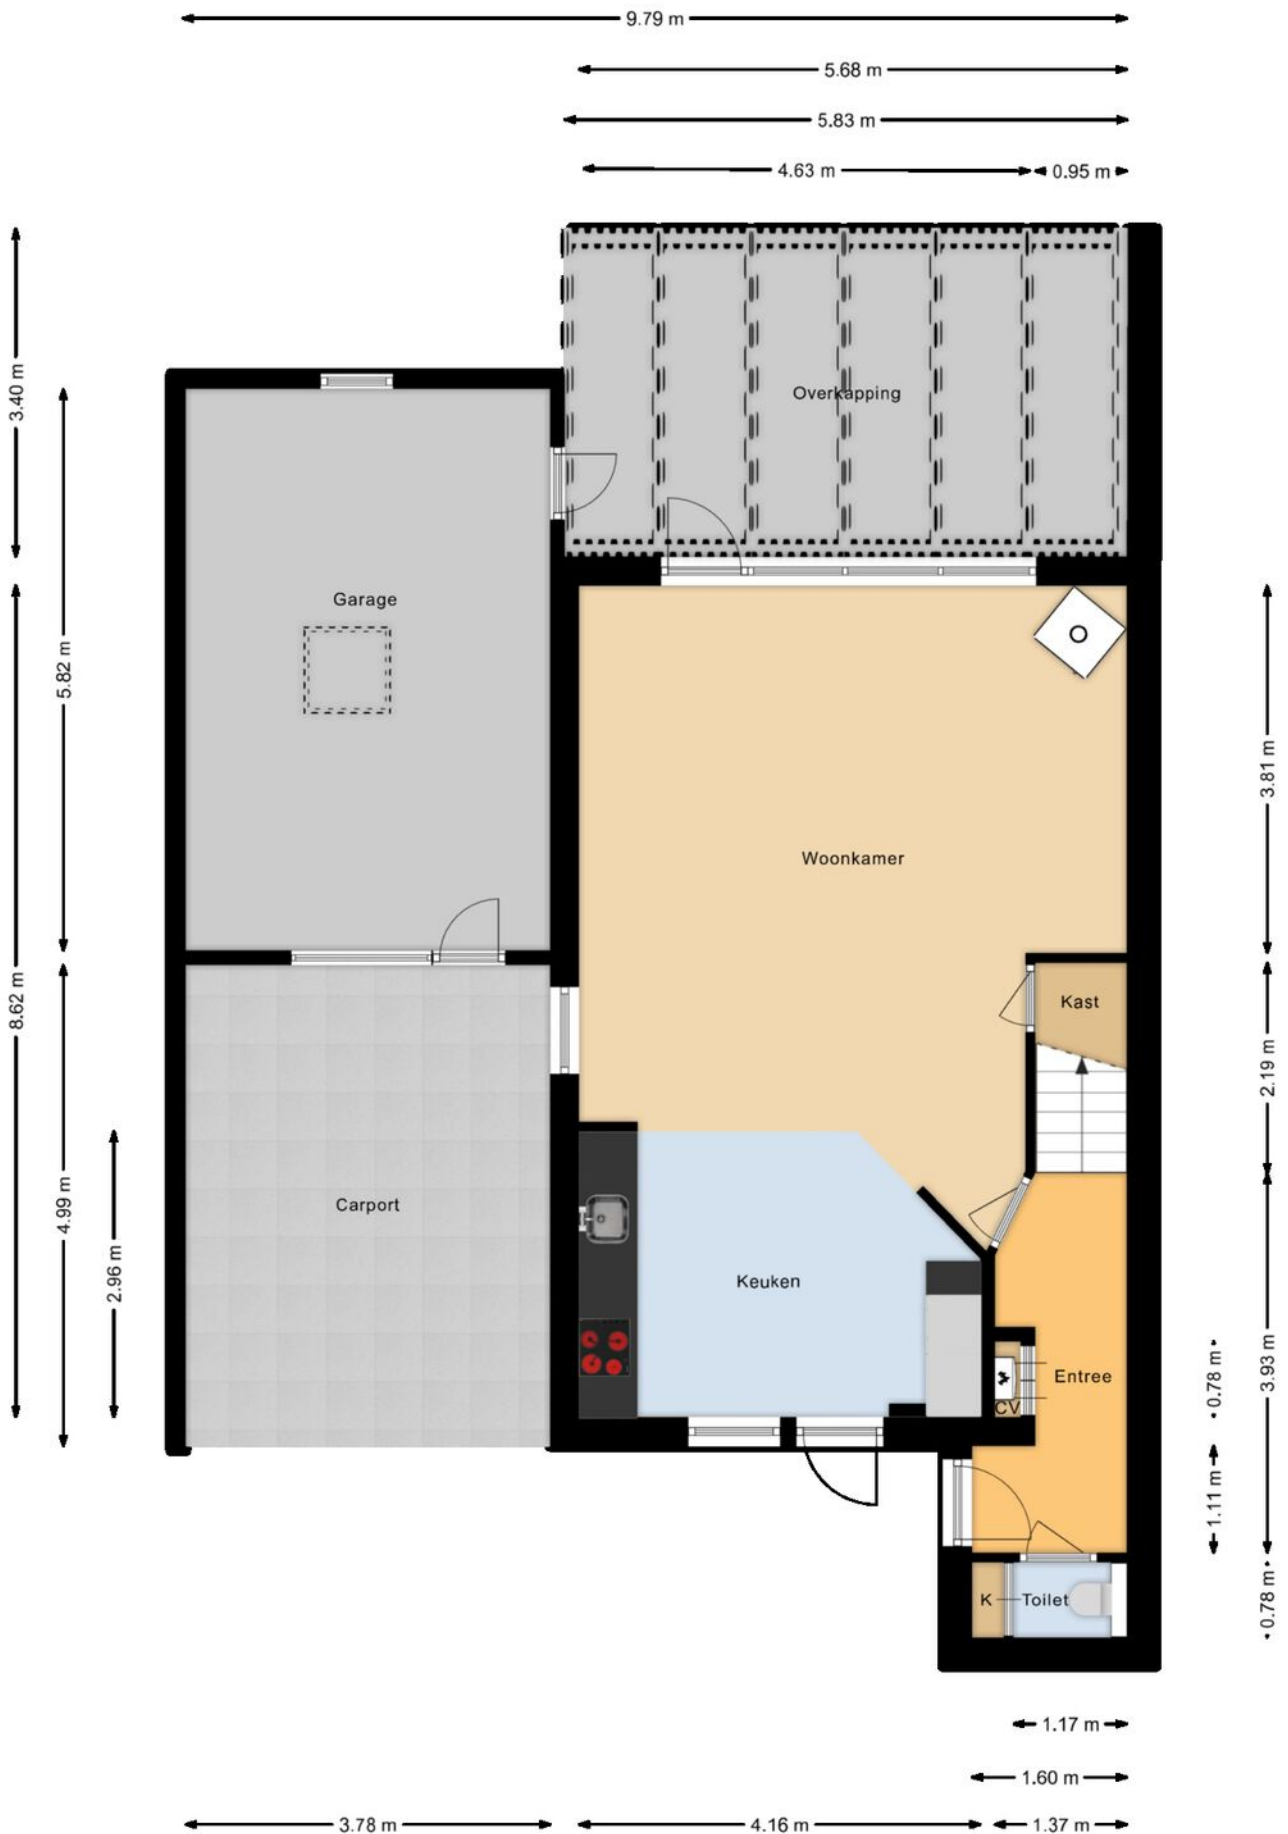 9.79 m
5.68 m
5.83 m
4.63 m
0.95 m
3.40 m
Overkapping
Garage
5.82 m
3.81 m
Woonkamer
8.62 m
Kast
2.19 m
4.99 m
Carport
2.96 m
Keuken
3.93 m
0.78 m
Entree
CV
1.11 m
K
Toilet
0.78 m
1.17 m
1.60 m
3.78 m
4.16 m
1.37 m